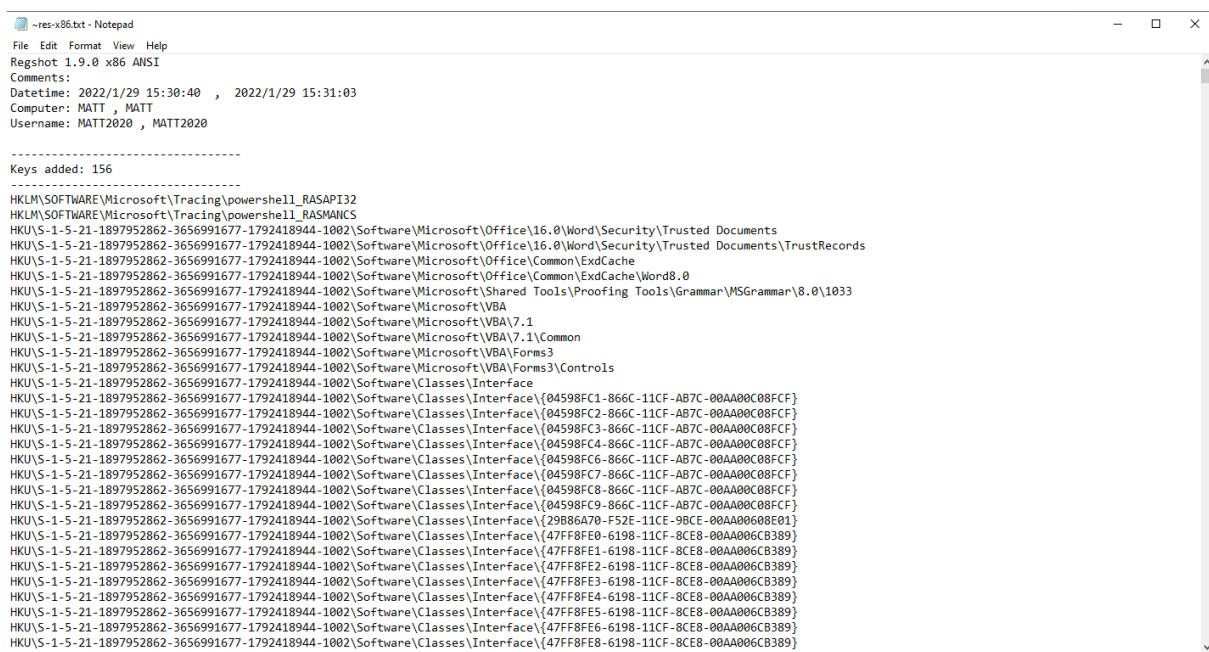 ~res-x86.txt - Notepad
File Edit Format View Help
Regshot 1.9.0 x86 ANSI
Comments:
Datetime: 2022/1/29 15:30:40 , 2022/1/29 15:31:03
Computer: MATT , MATT
Username: MATT2020 , MATT2020
----------------------------------
Keys added: 156
----------------------------------
HKLM\SOFTWARE\Microsoft\Tracing\powershell_RASAPI32
HKLM\SOFTWARE\Microsoft\Tracing\powershell_RASMANCS
HKU\S-1-5-21-1897952862-3656991677-1792418944-1002\Software\Microsoft\Office\16.0\Word\Security\Trusted Documents
HKU\S-1-5-21-1897952862-3656991677-1792418944-1002\Software\Microsoft\Office\16.0\Word\Security\Trusted Documents\TrustRecords
HKU\S-1-5-21-1897952862-3656991677-1792418944-1002\Software\Microsoft\Office\Common\ExdCache
HKU\S-1-5-21-1897952862-3656991677-1792418944-1002\Software\Microsoft\Office\Common\ExdCache\Word8.0
HKU\S-1-5-21-1897952862-3656991677-1792418944-1002\Software\Microsoft\Shared Tools\Proofing Tools\Grammar\MSGrammar\8.0\1033
HKU\S-1-5-21-1897952862-3656991677-1792418944-1002\Software\Microsoft\VBA
HKU\S-1-5-21-1897952862-3656991677-1792418944-1002\Software\Microsoft\VBA\7.1
HKU\S-1-5-21-1897952862-3656991677-1792418944-1002\Software\Microsoft\VBA\7.1\Common
HKU\S-1-5-21-1897952862-3656991677-1792418944-1002\Software\Microsoft\VBA\Forms3
HKU\S-1-5-21-1897952862-3656991677-1792418944-1002\Software\Microsoft\VBA\Forms3\Controls
HKU\S-1-5-21-1897952862-3656991677-1792418944-1002\Software\Classes\Interface
HKU\S-1-5-21-1897952862-3656991677-1792418944-1002\Software\Classes\Interface\{04598FC1-866C-11CF-AB7C-00AA00C08FCF}
HKU\S-1-5-21-1897952862-3656991677-1792418944-1002\Software\Classes\Interface\{04598FC2-866C-11CF-AB7C-00AA00C08FCF}
HKU\S-1-5-21-1897952862-3656991677-1792418944-1002\Software\Classes\Interface\{04598FC3-866C-11CF-AB7C-00AA00C08FCF}
HKU\S-1-5-21-1897952862-3656991677-1792418944-1002\Software\Classes\Interface\{04598FC4-866C-11CF-AB7C-00AA00C08FCF}
HKU\S-1-5-21-1897952862-3656991677-1792418944-1002\Software\Classes\Interface\{04598FC6-866C-11CF-AB7C-00AA00C08FCF}
HKU\S-1-5-21-1897952862-3656991677-1792418944-1002\Software\Classes\Interface\{04598FC7-866C-11CF-AB7C-00AA00C08FCF}
HKU\S-1-5-21-1897952862-3656991677-1792418944-1002\Software\Classes\Interface\{04598FC8-866C-11CF-AB7C-00AA00C08FCF}
HKU\S-1-5-21-1897952862-3656991677-1792418944-1002\Software\Classes\Interface\{04598FC9-866C-11CF-AB7C-00AA00C08FCF}
HKU\S-1-5-21-1897952862-3656991677-1792418944-1002\Software\Classes\Interface\{29B86A70-F52E-11CE-9BCE-00AA00608E01}
HKU\S-1-5-21-1897952862-3656991677-1792418944-1002\Software\Classes\Interface\{47FF8FE0-6198-11CF-8CE8-00AA006CB389}
HKU\S-1-5-21-1897952862-3656991677-1792418944-1002\Software\Classes\Interface\{47FF8FE1-6198-11CF-8CE8-00AA006CB389}
HKU\S-1-5-21-1897952862-3656991677-1792418944-1002\Software\Classes\Interface\{47FF8FE2-6198-11CF-8CE8-00AA006CB389}
HKU\S-1-5-21-1897952862-3656991677-1792418944-1002\Software\Classes\Interface\{47FF8FE3-6198-11CF-8CE8-00AA006CB389}
HKU\S-1-5-21-1897952862-3656991677-1792418944-1002\Software\Classes\Interface\{47FF8FE4-6198-11CF-8CE8-00AA006CB389}
HKU\S-1-5-21-1897952862-3656991677-1792418944-1002\Software\Classes\Interface\{47FF8FE5-6198-11CF-8CE8-00AA006CB389}
HKU\S-1-5-21-1897952862-3656991677-1792418944-1002\Software\Classes\Interface\{47FF8FE6-6198-11CF-8CE8-00AA006CB389}
HKU\S-1-5-21-1897952862-3656991677-1792418944-1002\Software\Classes\Interface\{47FF8FE8-6198-11CF-8CE8-00AA006CB389}